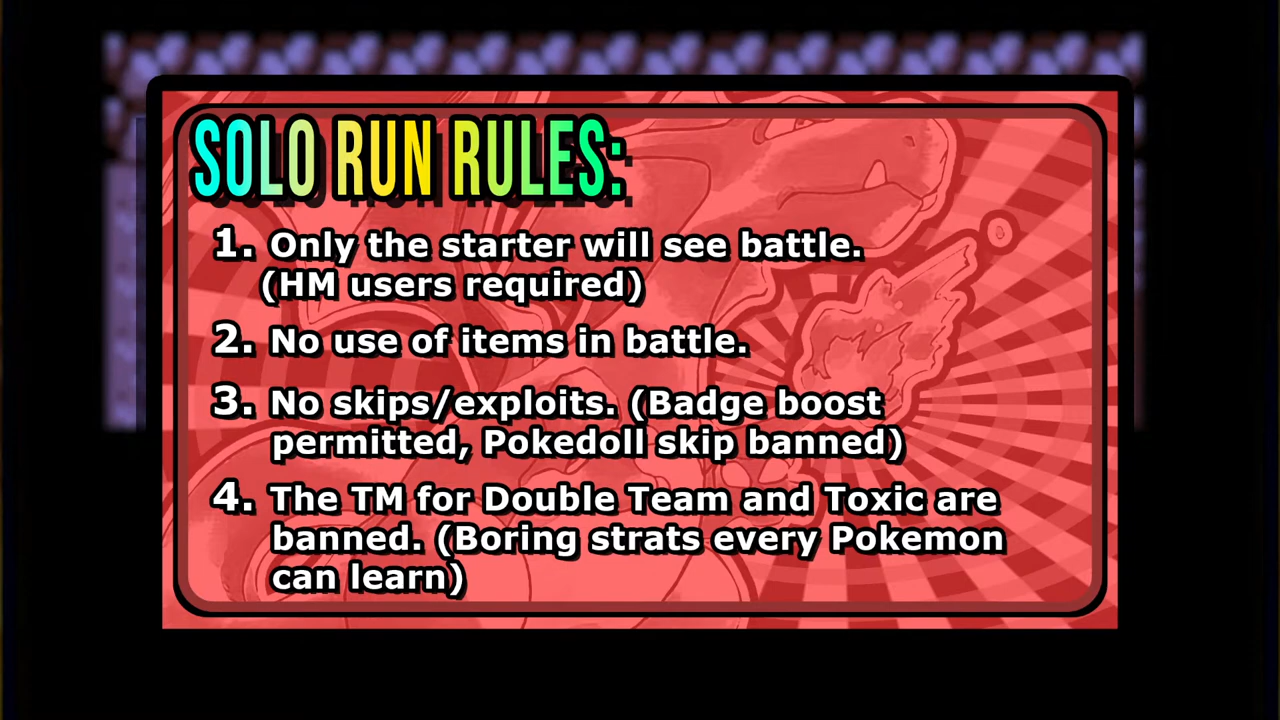 SOLO RUN RULES:
1. Only the starter will see battle.
(HM users required)
2. No use of items in battle.
3. No skips/exploits. (Badge boost
permitted, Pokedoll skip banned)
4. The TM for Double Team and Toxic are
banned. (Boring strats every Pokemon
can learn)